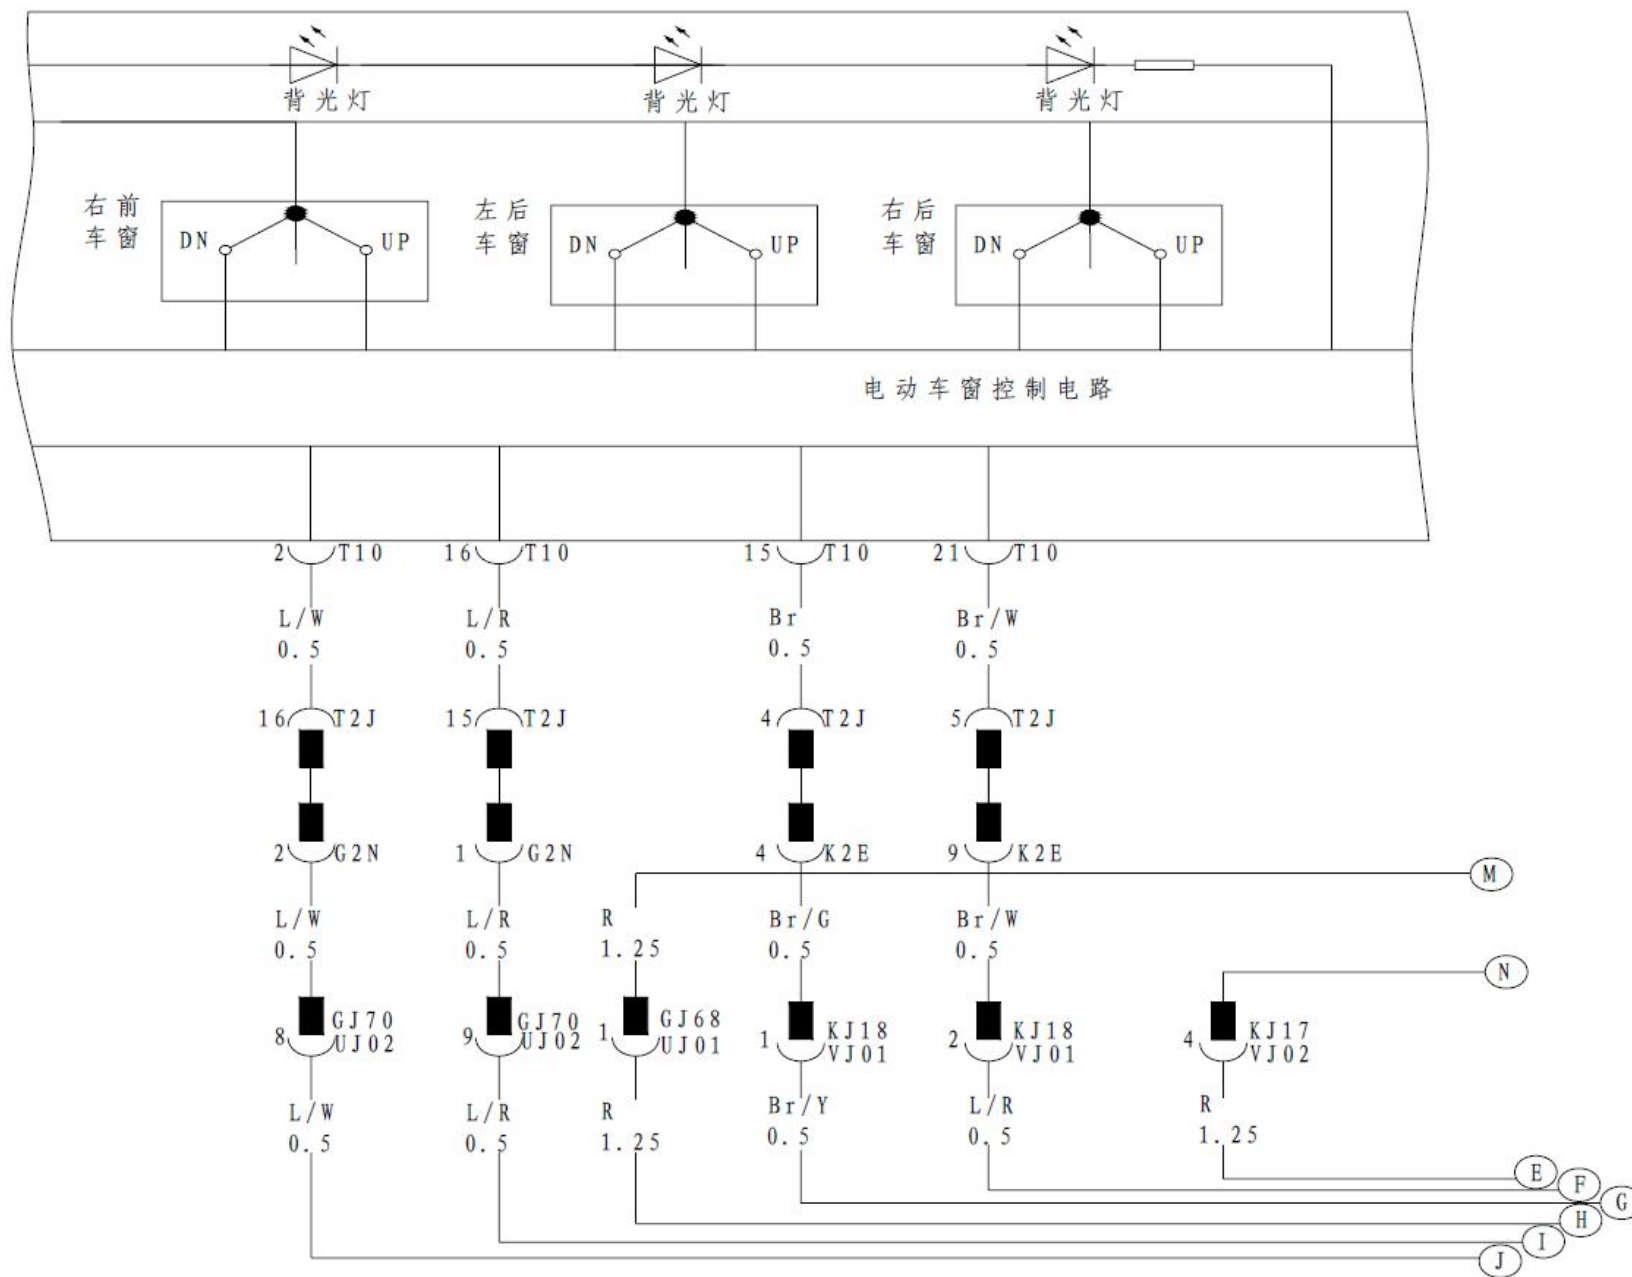 背光灯 背光灯 背光灯
右前 左后 右后
车窗 DN UP 车窗 DN UP 车窗 DN UP
电动车窗控制电路
2 T10 16 T10 15 T10 21 T10
L/W L/R Br Br/W
0.5 0.5 0.5 0.5
16 T2J 15 T2J 4 T2J 5 T2J
2 G2N 1 G2N 4 K2E 9 K2E
M
L/W L/R R Br/G Br/W
0.5 0.5 1.25 0.5 0.5
N
GJ70 GJ70 GJ68 KJ18 KJ18 KJ17
8 UJ02 9 UJ02 1 UJ01 1 VJ01 2 VJ01 4 VJ02
L/W L/R R Br/Y L/R R
0.5 0.5 1.25 0.5 0.5 1.25
E
F
G
H
I
J